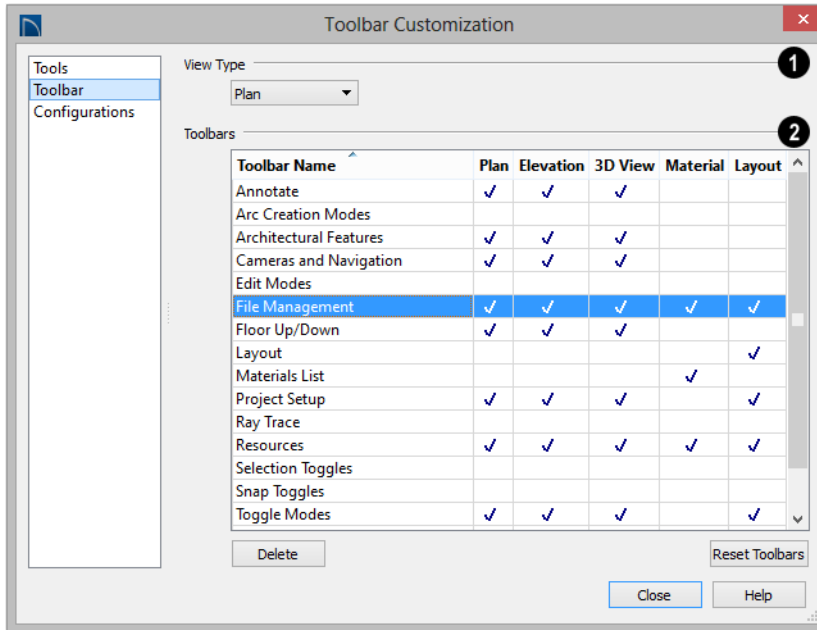 Toolbar Customization
Tools
Toolbar
Configurations
View Type
1
Plan
Toolbars
2
Toolbar Name Plan Elevation 3D View Material Layout
Annotate ✓ ✓ ✓
Arc Creation Modes
Architectural Features ✓ ✓ ✓
Cameras and Navigation ✓ ✓ ✓
Edit Modes
File Management ✓ ✓ ✓ ✓ ✓
Floor Up/Down ✓ ✓ ✓
Layout ✓
Materials List ✓
Project Setup ✓ ✓ ✓ ✓
Ray Trace
Resources ✓ ✓ ✓ ✓ ✓
Selection Toggles
Snap Toggles
Toggle Modes ✓ ✓ ✓ ✓
Delete
Reset Toolbars
Close
Help